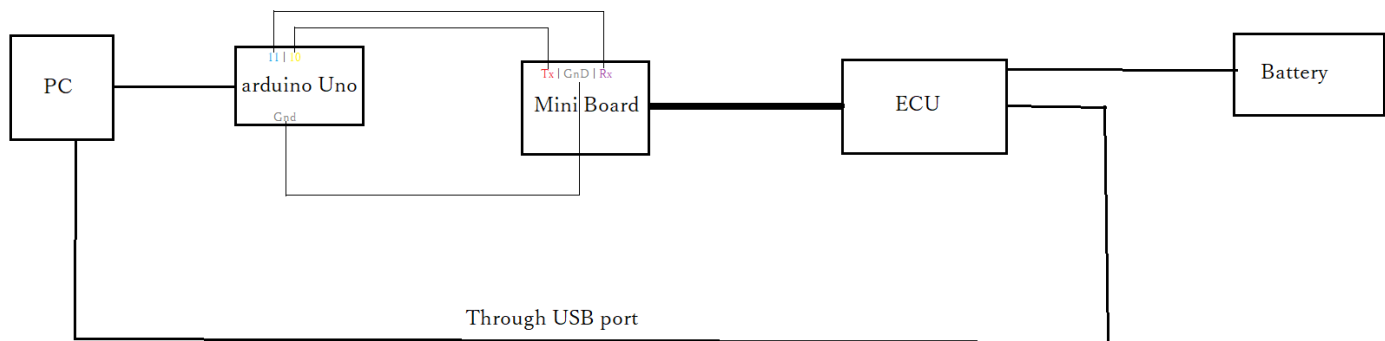 PC
11 | 10
arduino Uno
Gnd
Tx | GnD | Rx
Mini Board
ECU
Battery
Through USB port